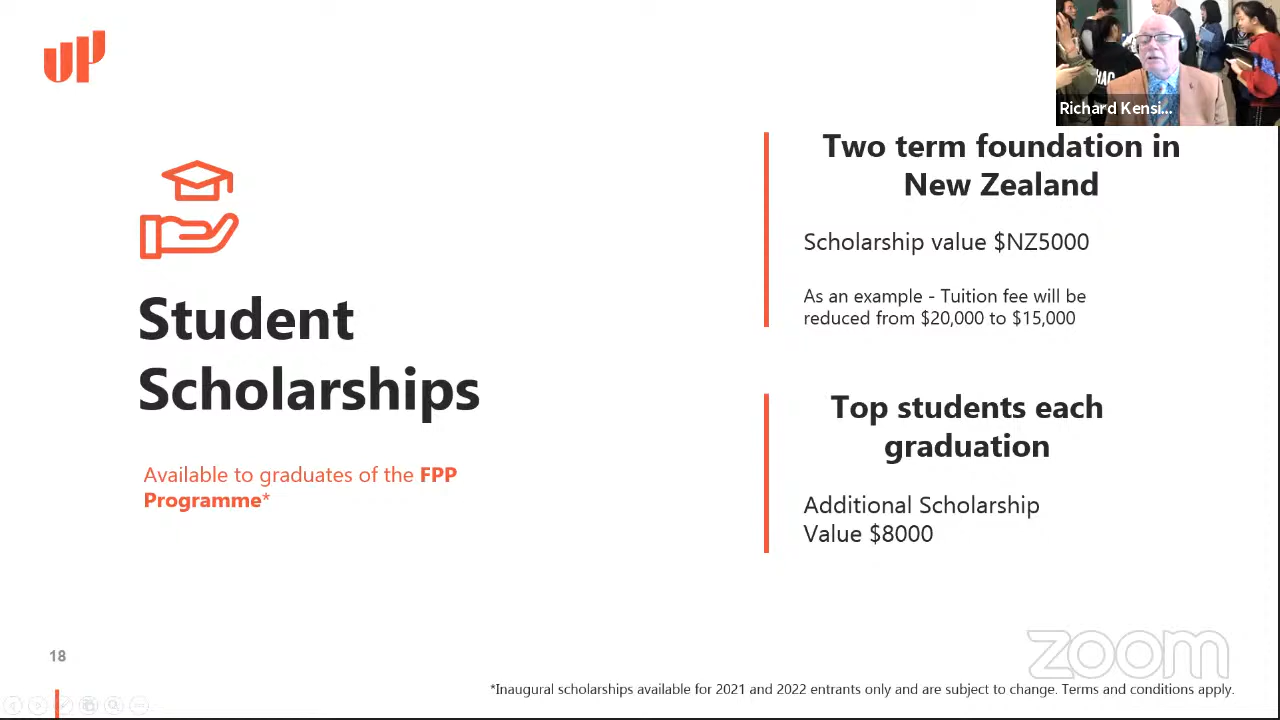 UP
Richard Kensi...
Student
Scholarships
Available to graduates of the FPP
Programme*
Two term foundation in
New Zealand
Scholarship value $NZ5000
As an example - Tuition fee will be
reduced from $20,000 to $15,000
Top students each
graduation
Additional Scholarship
Value $8000
18
zoom
*Inaugural scholarships available for 2021 and 2022 entrants only and are subject to change. Terms and conditions apply.